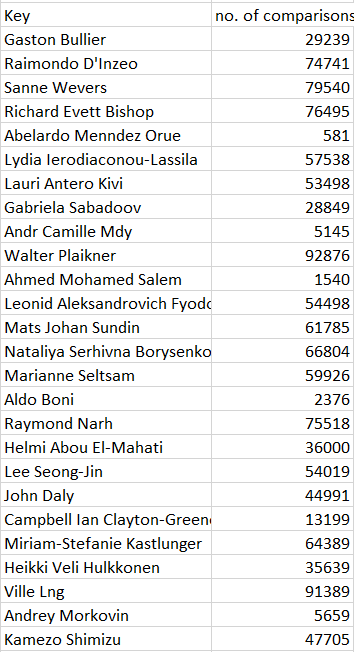 Key no. of comparisons
Gaston Bullier 29239
Raimondo D'Inzeo 74741
Sanne Wevers 79540
Richard Evett Bishop 76495
Abelardo Menndez Orue 581
Lydia Ierodiaconou-Lassila 57538
Lauri Antero Kivi 53498
Gabriela Sabadoov 28849
Andr Camille Mdy 5145
Walter Plaikner 92876
Ahmed Mohamed Salem 1540
Leonid Aleksandrovich Fyodo 54498
Mats Johan Sundin 61785
Nataliya Serhivna Borysenko 66804
Marianne Seltsam 59926
Aldo Boni 2376
Raymond Narh 75518
Helmi Abou El-Mahati 36000
Lee Seong-Jin 54019
John Daly 44991
Campbell Ian Clayton-Green 13199
Miriam-Stefanie Kastlunger 64389
Heikki Veli Hulkkonen 35639
Ville Lng 91389
Andrey Morkovin 5659
Kamezo Shimizu 47705